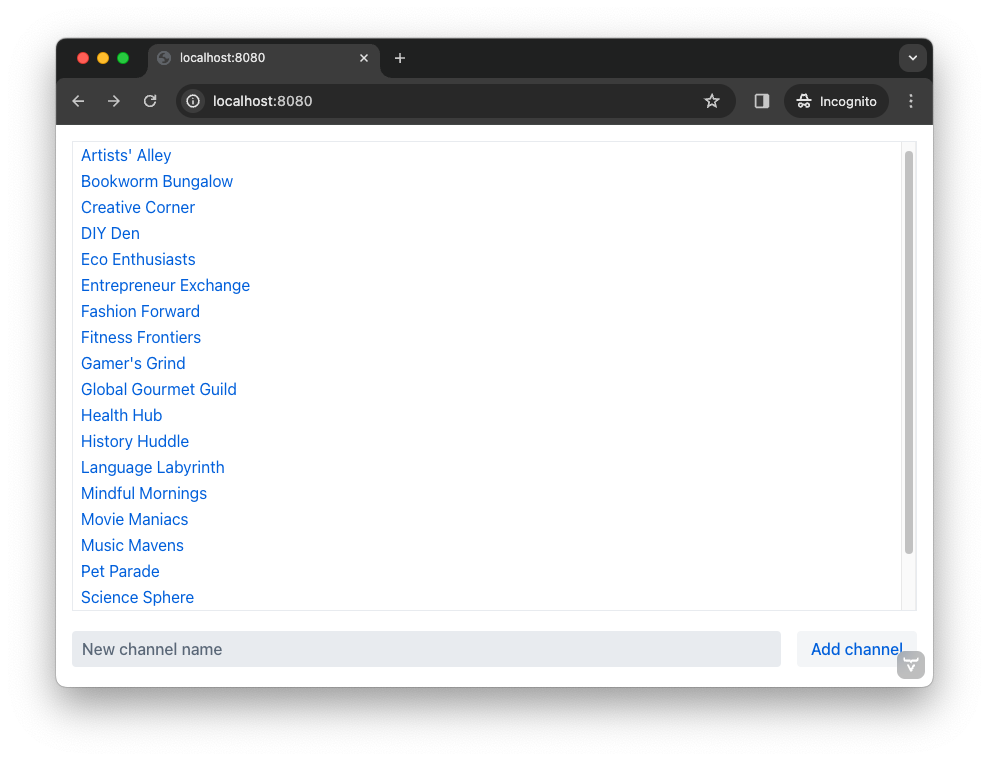 localhost:8080
localhost:8080
Incognito
Artists' Alley
Bookworm Bungalow
Creative Corner
DIY Den
Eco Enthusiasts
Entrepreneur Exchange
Fashion Forward
Fitness Frontiers
Gamer's Grind
Global Gourmet Guild
Health Hub
History Huddle
Language Labyrinth
Mindful Mornings
Movie Maniacs
Music Mavens
Pet Parade
Science Sphere
New channel name
Add channel